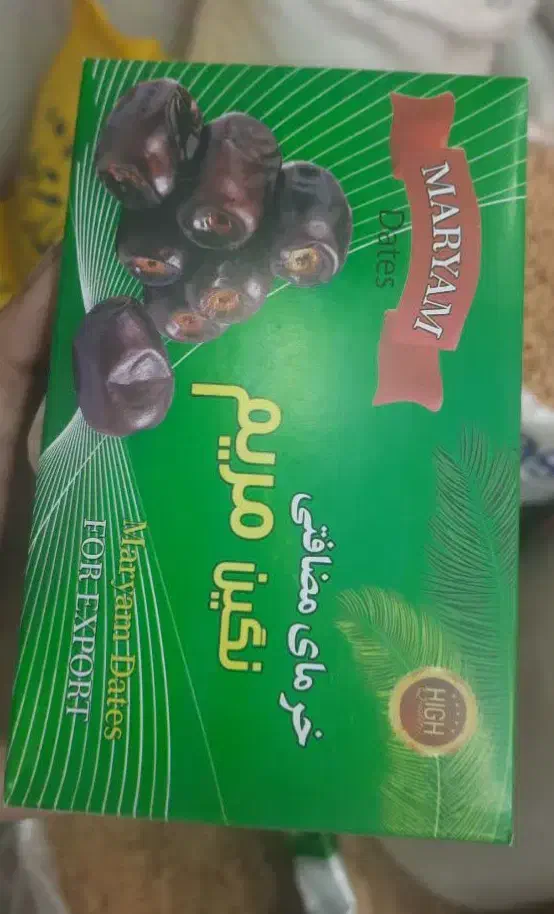 MARYAM
Dates
خرمای مضافتی
نگین مریم
HIGH
Maryam Dates
FOR EXPORT